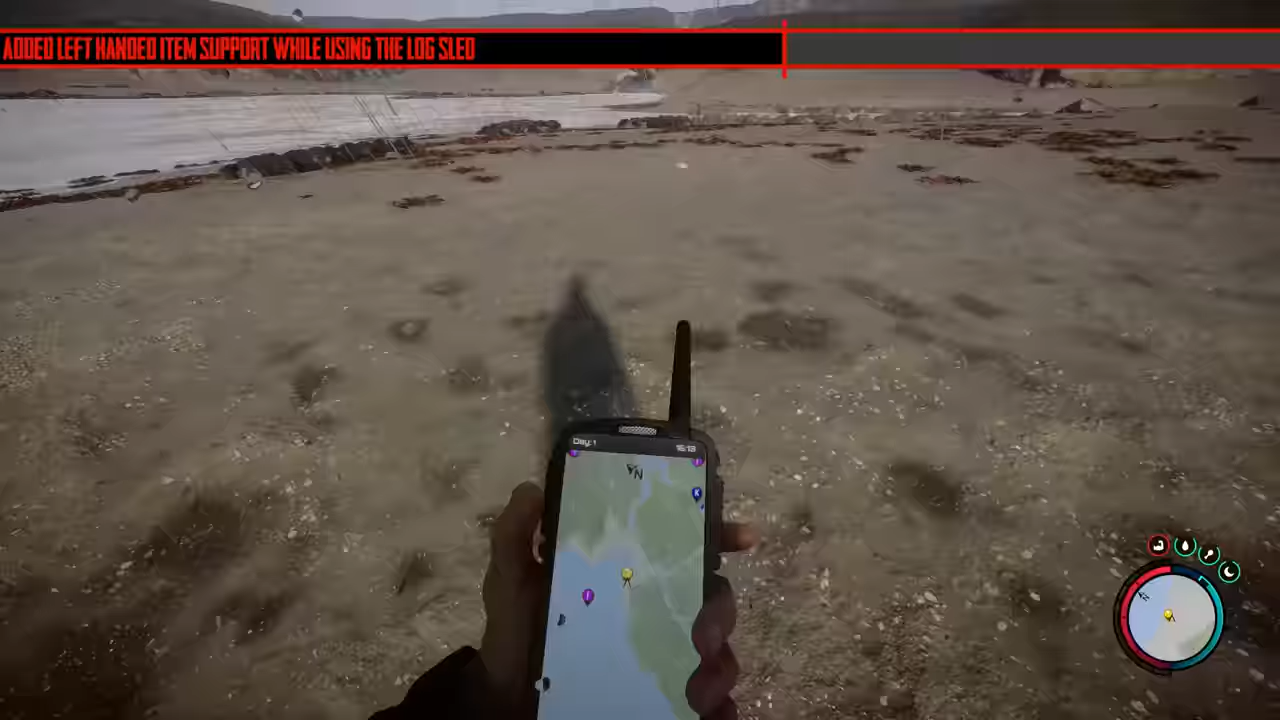 ADDED LEFT HANDED ITEM SUPPORT WHILE USING THE LOG SLED
Day: 1
N
K